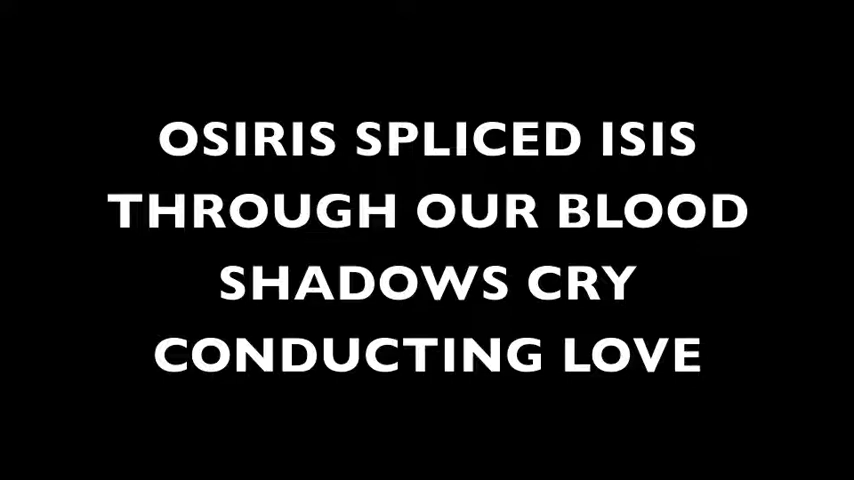 OSIRIS SPLICED ISIS
THROUGH OUR BLOOD
SHADOWS CRY
CONDUCTING LOVE